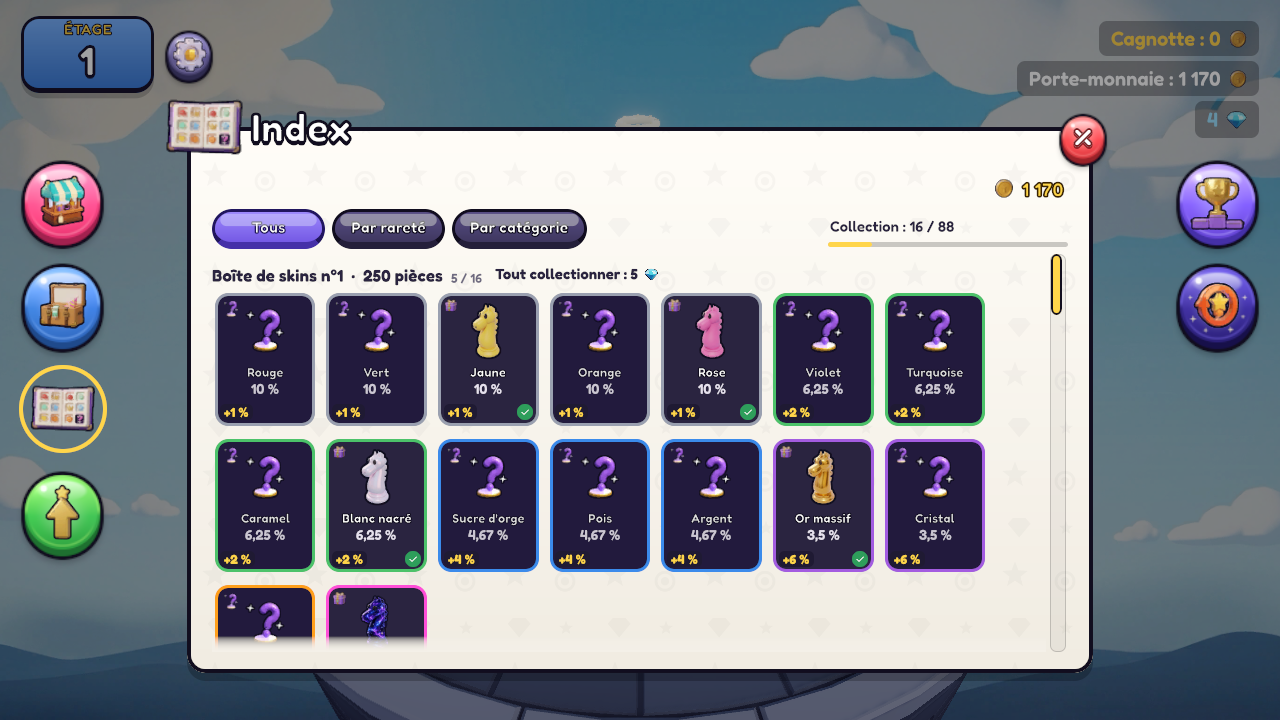 ÉTAGE
1
Cagnotte : 0
Porte-monnaie : 1 170
4
Index
1 170
Tous
Par rareté
Par catégorie
Collection : 16 / 88
Boîte de skins n°1 · 250 pièces 5 / 16 Tout collectionner : 5
Rouge
10 %
+1 %
Vert
10 %
+1 %
Jaune
10 %
+1 %
Orange
10 %
+1 %
Rose
10 %
+1 %
Violet
6,25 %
+2 %
Turquoise
6,25 %
+2 %
Caramel
6,25 %
+2 %
Blanc nacré
6,25 %
+2 %
Sucre d'orge
4,67 %
+4 %
Pois
4,67 %
+4 %
Argent
4,67 %
+4 %
Or massif
3,5 %
+6 %
Cristal
3,5 %
+6 %